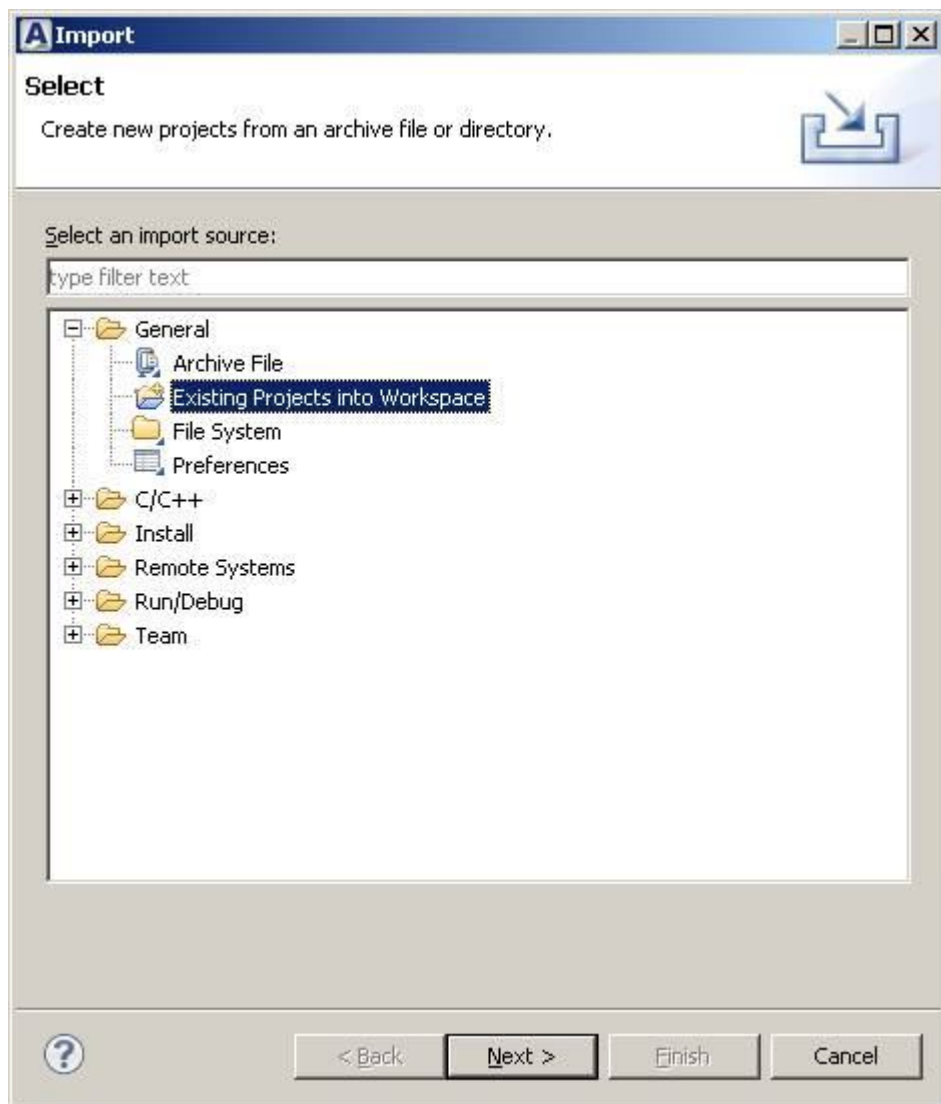 Import
Select
Create new projects from an archive file or directory.
Select an import source:
type filter text
General
Archive File
Existing Projects into Workspace
File System
Preferences
C/C++
Install
Remote Systems
Run/Debug
Team
< Back Next > Finish Cancel